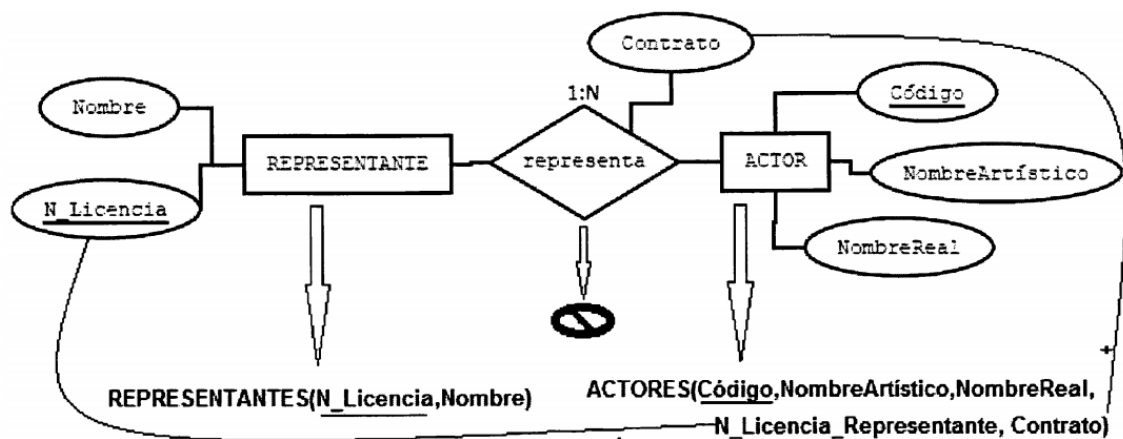 Contrato
1:N
Nombre
Código
REPRESENTANTE
representa
ACTOR
NombreArtístico
N_Licencia
NombreReal
REPRESENTANTES(N_Licencia,Nombre)
ACTORES(Código,NombreArtístico,NombreReal,
N_Licencia_Representante, Contrato)